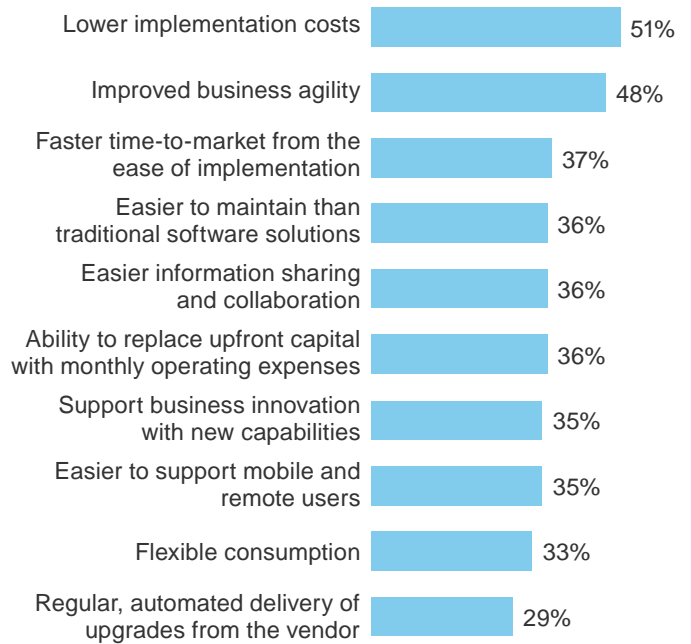 Lower implementation costs
51%
Improved business agility
48%
Faster time-to-market from the
ease of implementation
37%
Easier to maintain than
traditional software solutions
36%
Easier information sharing
and collaboration
36%
Ability to replace upfront capital
with monthly operating expenses
36%
Support business innovation
with new capabilities
35%
Easier to support mobile and
remote users
35%
Flexible consumption
33%
Regular, automated delivery of
upgrades from the vendor
29%